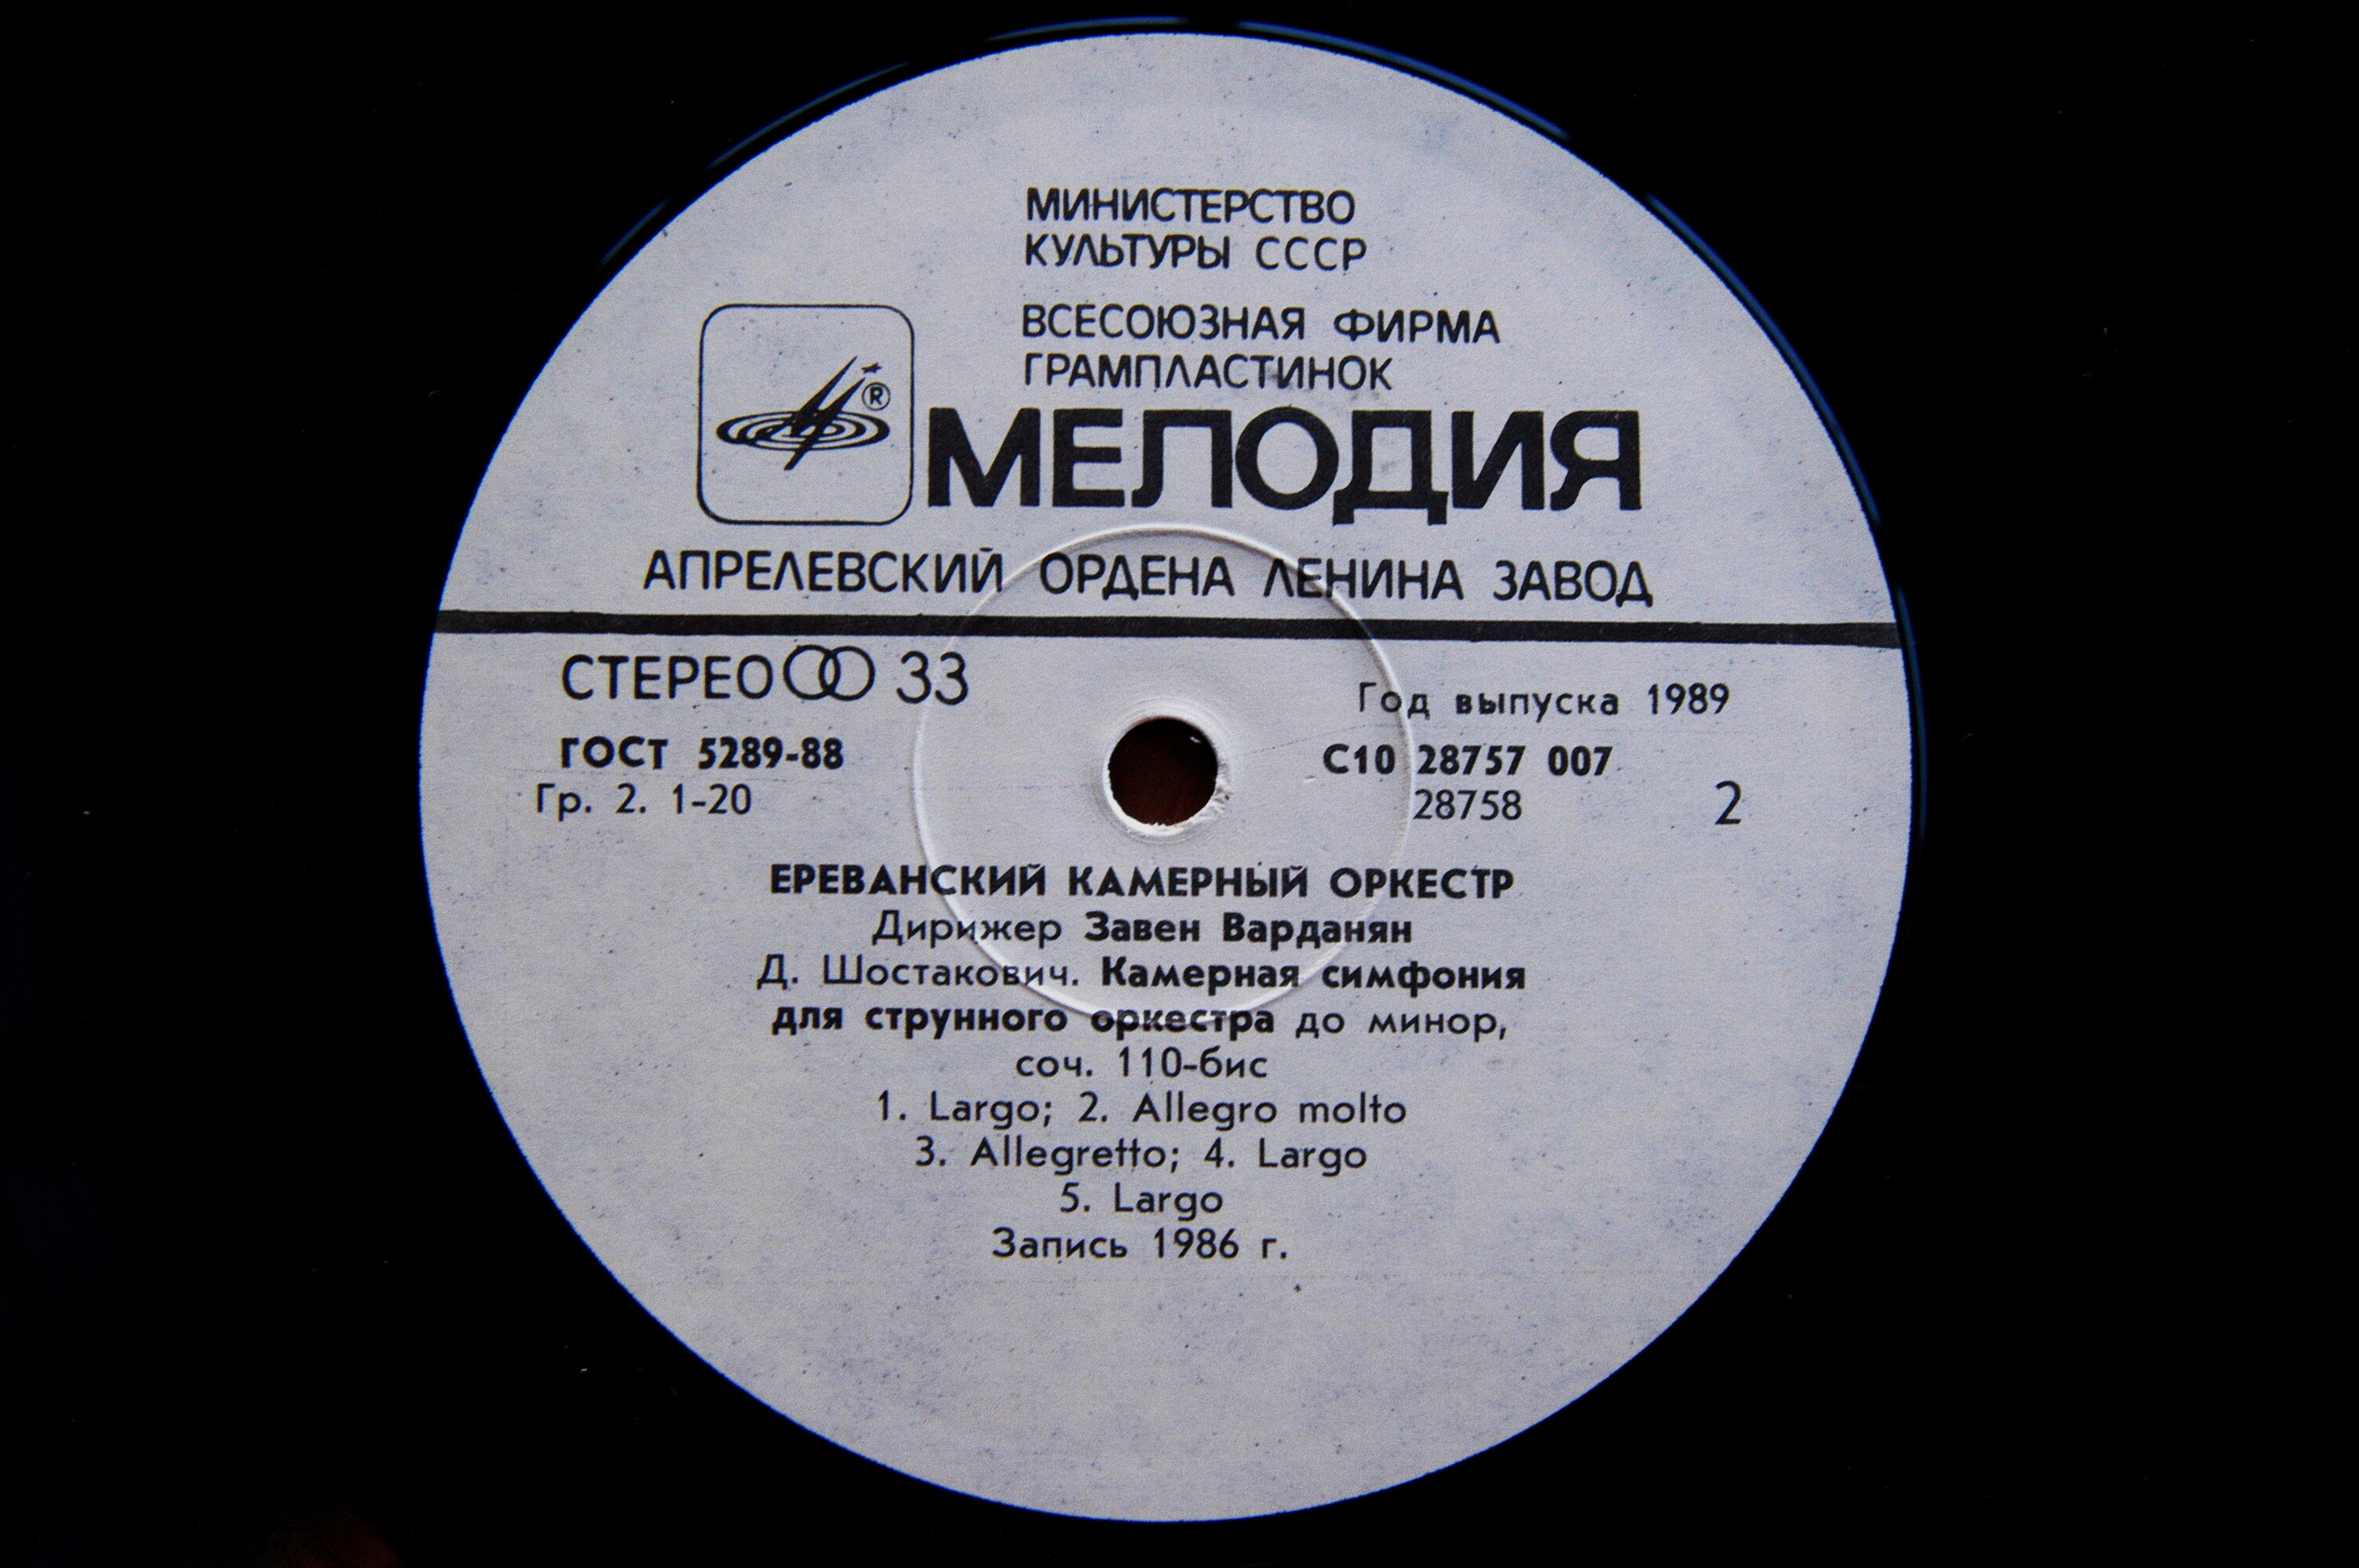 МИНИСТЕРСТВО
КУЛЬТУРЫ СССР
ВСЕСОЮЗНАЯ ФИРМА
ГРАМПЛАСТИНОК
®
МЕЛОДИЯ
АПРЕЛЕВСКИЙ ОРДЕНА ЛЕНИНА ЗАВОД
СТЕРЕО 33
Год выпуска 1989
ГОСТ 5289-88
С10 28757 007
Гр. 2. 1-20
28758
2
ЕРЕВАНСКИЙ КАМЕРНЫЙ ОРКЕСТР
Дирижер Завен Варданян
Д. Шостакович. Камерная симфония
для струнного оркестра до минор,
соч. 110-бис
1. Largo; 2. Allegro molto
3. Allegretto; 4. Largo
5. Largo
Запись 1986 г.